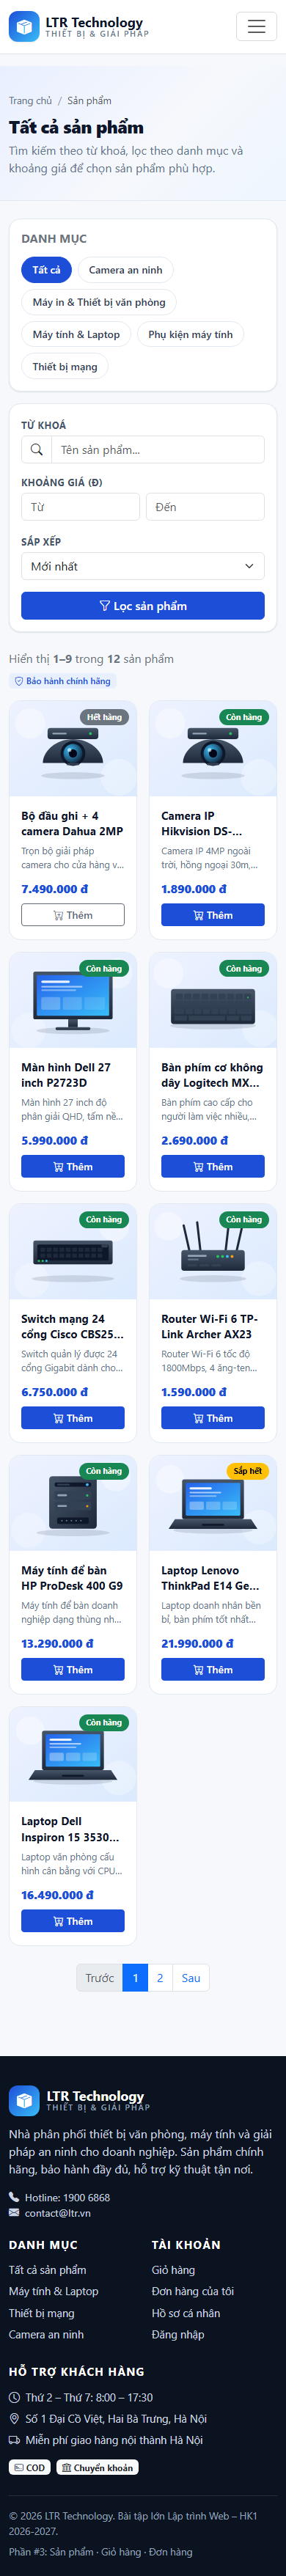 LTR Technology
THIẾT BỊ & GIẢI PHÁP
Trang chủ / Sản phẩm
Tất cả sản phẩm
Tìm kiếm theo từ khoá, lọc theo danh mục và
khoảng giá để chọn sản phẩm phù hợp.
DANH MỤC
Tất cả
Camera an ninh
Máy in & Thiết bị văn phòng
Máy tính & Laptop
Phụ kiện máy tính
Thiết bị mạng
TỪ KHOÁ
Tên sản phẩm...
KHOẢNG GIÁ (Đ)
Từ
Đến
SẮP XẾP
Mới nhất
Lọc sản phẩm
Hiển thị 1–9 trong 12 sản phẩm
Bảo hành chính hãng
Hết hàng
Bộ đầu ghi + 4
camera Dahua 2MP
Trọn bộ giải pháp
camera cho cửa hàng v...
7.490.000 đ
Thêm
Còn hàng
Camera IP
Hikvision DS-...
Camera IP 4MP ngoài
trời, hồng ngoại 30m,...
1.890.000 đ
Thêm
Còn hàng
Màn hình Dell 27
inch P2723D
Màn hình 27 inch độ
phân giải QHD, tấm nề...
5.990.000 đ
Thêm
Còn hàng
Bàn phím cơ không
dây Logitech MX...
Bàn phím cao cấp cho
người làm việc nhiều,...
2.690.000 đ
Thêm
Còn hàng
Switch mạng 24
cổng Cisco CBS25...
Switch quản lý được 24
cổng Gigabit dành cho...
6.750.000 đ
Thêm
Còn hàng
Router Wi-Fi 6 TP-
Link Archer AX23
Router Wi-Fi 6 tốc độ
1800Mbps, 4 ăng-ten...
1.590.000 đ
Thêm
Còn hàng
Máy tính để bàn
HP ProDesk 400 G9
Máy tính để bàn doanh
nghiệp dạng thùng nh...
13.290.000 đ
Thêm
Sắp hết
Laptop Lenovo
ThinkPad E14 Ge...
Laptop doanh nhân bền
bỉ, bàn phím tốt nhất...
21.990.000 đ
Thêm
Còn hàng
Laptop Dell
Inspiron 15 3530...
Laptop văn phòng cấu
hình cân bằng với CPU...
16.490.000 đ
Thêm
Trước 1 2 Sau
LTR Technology
THIẾT BỊ & GIẢI PHÁP
Nhà phân phối thiết bị văn phòng, máy tính và giải
pháp an ninh cho doanh nghiệp. Sản phẩm chính
hãng, bảo hành đầy đủ, hỗ trợ kỹ thuật tận nơi.
Hotline: 1900 6868
contact@ltr.vn
DANH MỤC
Tất cả sản phẩm
Máy tính & Laptop
Thiết bị mạng
Camera an ninh
TÀI KHOẢN
Giỏ hàng
Đơn hàng của tôi
Hồ sơ cá nhân
Đăng nhập
HỖ TRỢ KHÁCH HÀNG
Thứ 2 – Thứ 7: 8:00 – 17:30
Số 1 Đại Cồ Việt, Hai Bà Trưng, Hà Nội
Miễn phí giao hàng nội thành Hà Nội
COD
Chuyển khoản
© 2026 LTR Technology. Bài tập lớn Lập trình Web – HK1
2026-2027.
Phần #3: Sản phẩm · Giỏ hàng · Đơn hàng